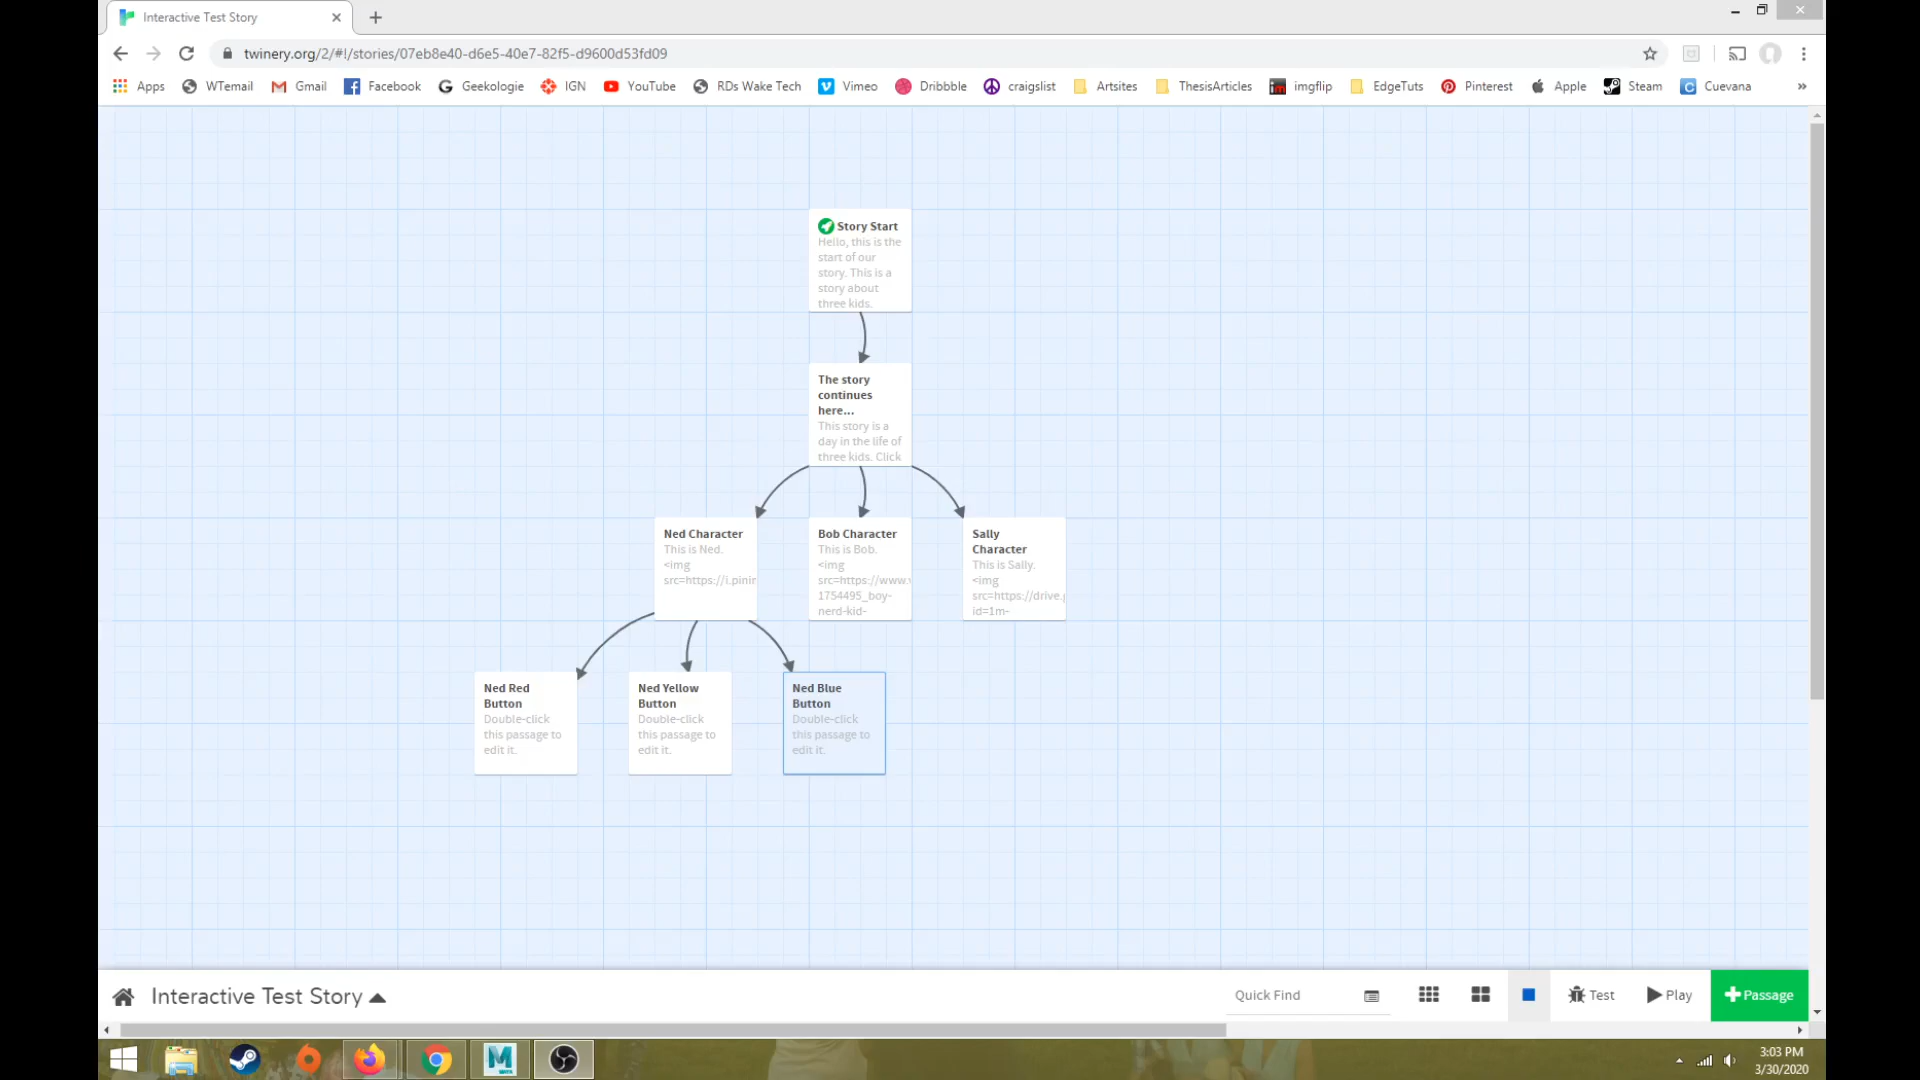 Interactive Test Story
twinery.org/2/#!/stories/07eb8e40-d6e5-40e7-82f5-d9600d53fd09
Apps WTemail Gmail Facebook Geekologie IGN YouTube RDs Wake Tech Vimeo Dribbble craigslist Artsites ThesisArticles imgflip EdgeTuts Pinterest Apple Steam Cuevana »
Story Start
Hello, this is the
start of our
story. This is a
story about
three kids.
The story
continues
here...
This story is a
day in the life of
three kids. Click
Ned Character
This is Ned.
<img
src=https://i.pinin
Bob Character
This is Bob.
<img
src=https://www.
1754495_boy-
nerd-kid-
Sally
Character
This is Sally.
<img
src=https://drive.
id=1m-
Ned Red
Button
Double-click
this passage to
edit it.
Ned Yellow
Button
Double-click
this passage to
edit it.
Ned Blue
Button
Double-click
this passage to
edit it.
Interactive Test Story Quick Find Test Play Passage
3:03 PM
3/30/2020